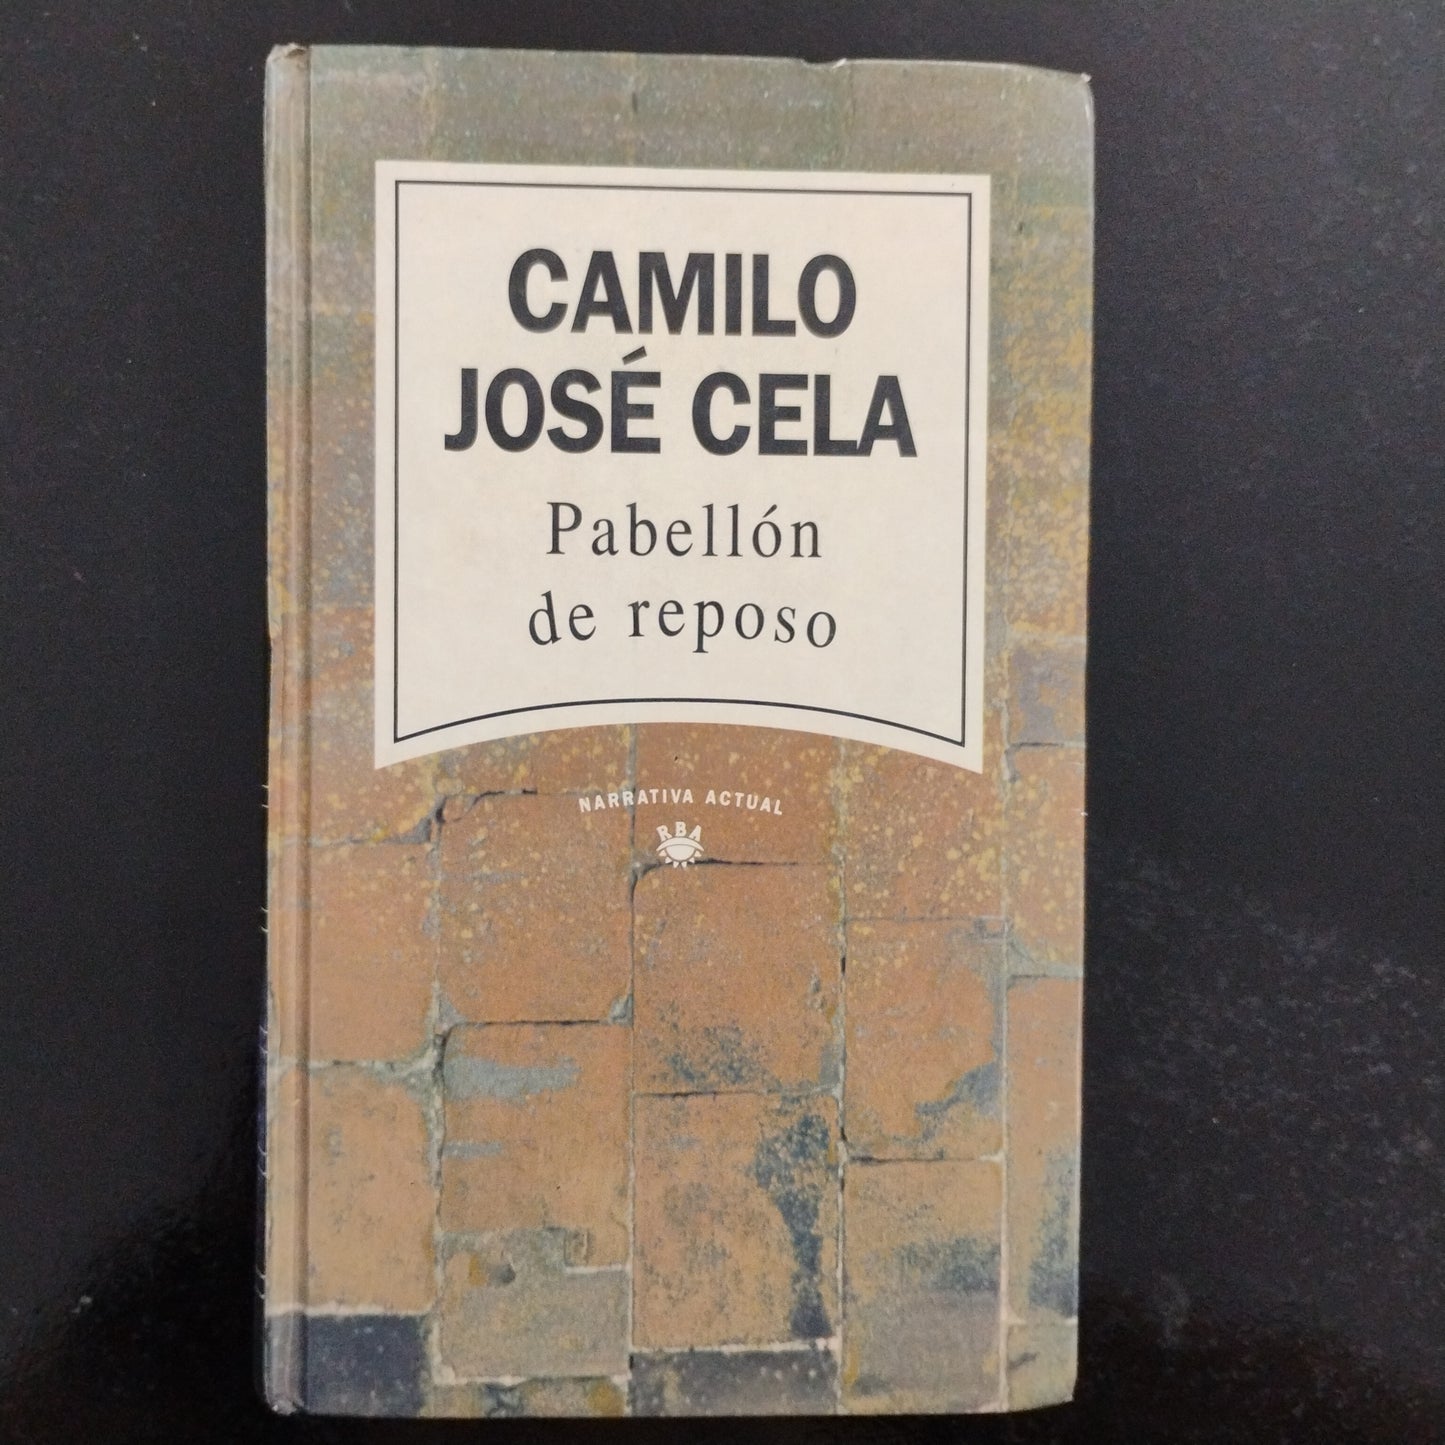 CAMILO
JOSÉ CELA
Pabellón
de reposo
NARRATIVA ACTUAL
RBA